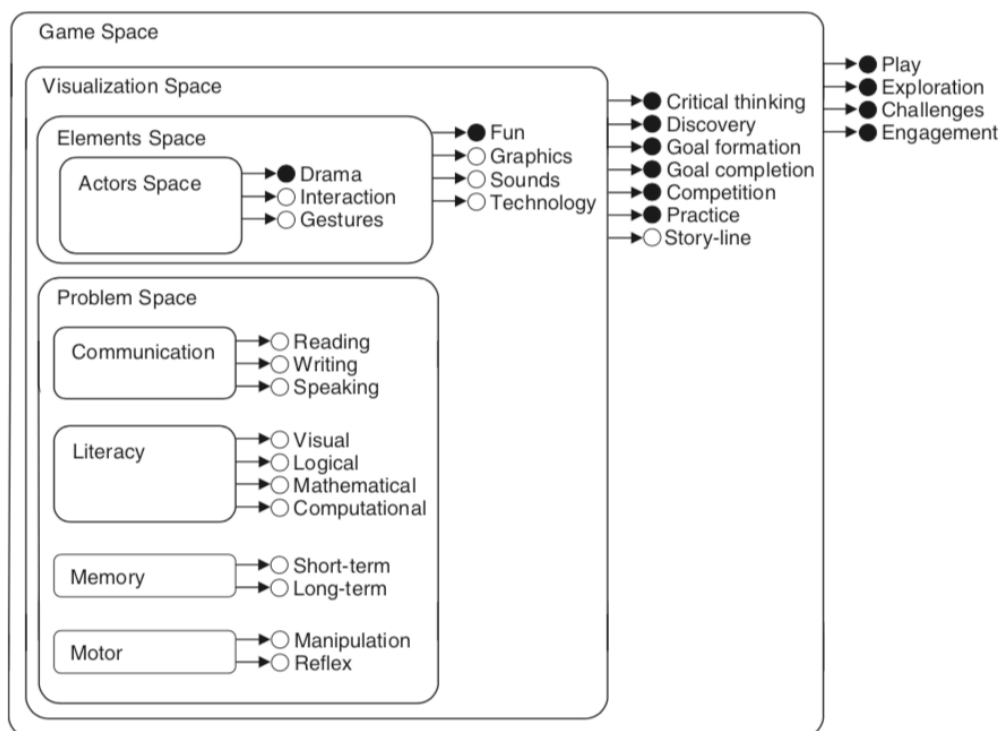 Game Space
Play
Exploration
Challenges
Engagement
Visualization Space
Critical thinking
Discovery
Goal formation
Goal completion
Competition
Practice
Story-line
Elements Space
Fun
Graphics
Sounds
Technology
Actors Space
Drama
Interaction
Gestures
Problem Space
Communication
Reading
Writing
Speaking
Literacy
Visual
Logical
Mathematical
Computational
Memory
Short-term
Long-term
Motor
Manipulation
Reflex